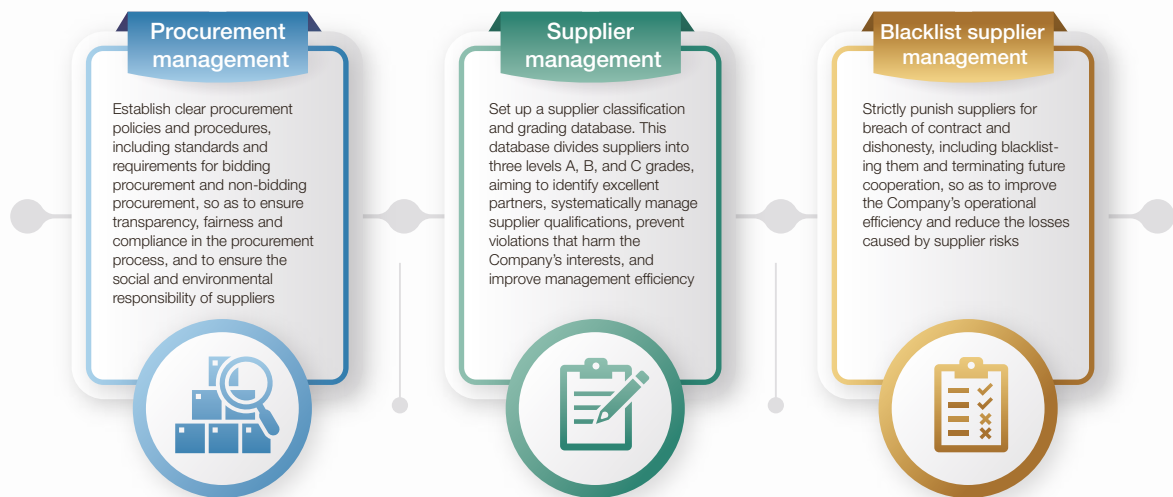 Procurement
management
Establish clear procurement
policies and procedures,
including standards and
requirements for bidding
procurement and non-bidding
procurement, so as to ensure
transparency, fairness and
compliance in the procurement
process, and to ensure the
social and environmental
responsibility of suppliers
Supplier
management
Set up a supplier classification
and grading database. This
database divides suppliers into
three levels A, B, and C grades,
aiming to identify excellent
partners, systematically manage
supplier qualifications, prevent
violations that harm the
Company's interests, and
improve management efficiency
Blacklist supplier
management
Strictly punish suppliers for
breach of contract and
dishonesty, including blacklist-
ing them and terminating future
cooperation, so as to improve
the Company's operational
efficiency and reduce the losses
caused by supplier risks